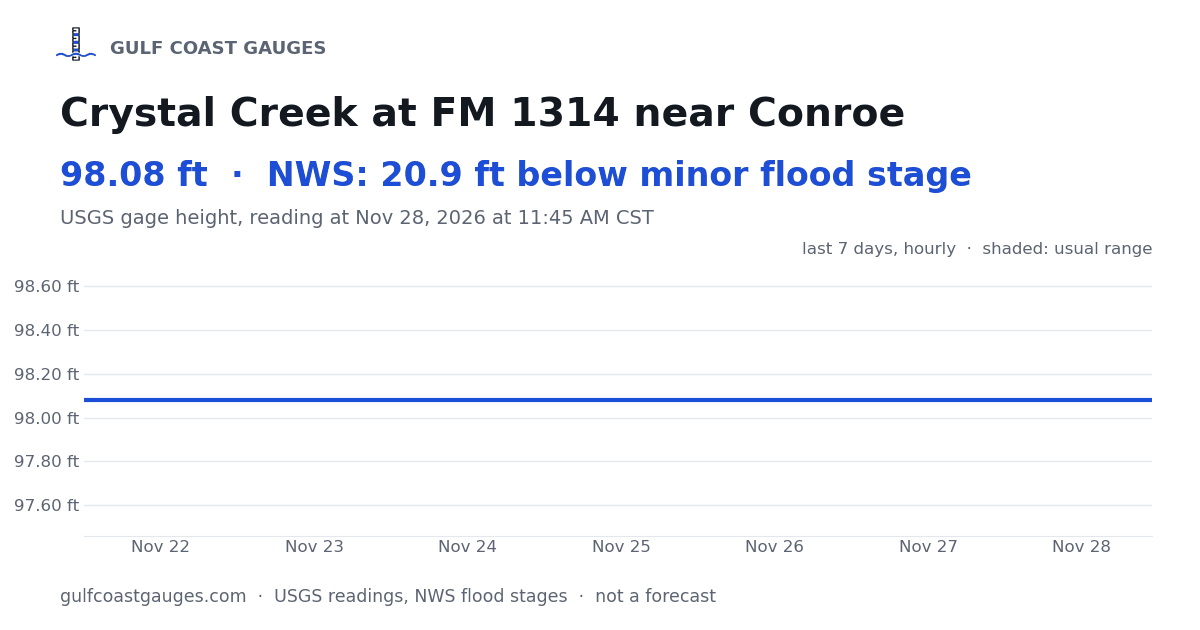 GULF COAST GAUGES
Crystal Creek at FM 1314 near Conroe
98.08 ft · NWS: 20.9 ft below minor flood stage
USGS gage height, reading at Nov 28, 2026 at 11:45 AM CST
last 7 days, hourly · shaded: usual range
98.60 ft
98.40 ft
98.20 ft
98.00 ft
97.80 ft
97.60 ft
Nov 22 Nov 23 Nov 24 Nov 25 Nov 26 Nov 27 Nov 28
gulfcoastgauges.com · USGS readings, NWS flood stages · not a forecast